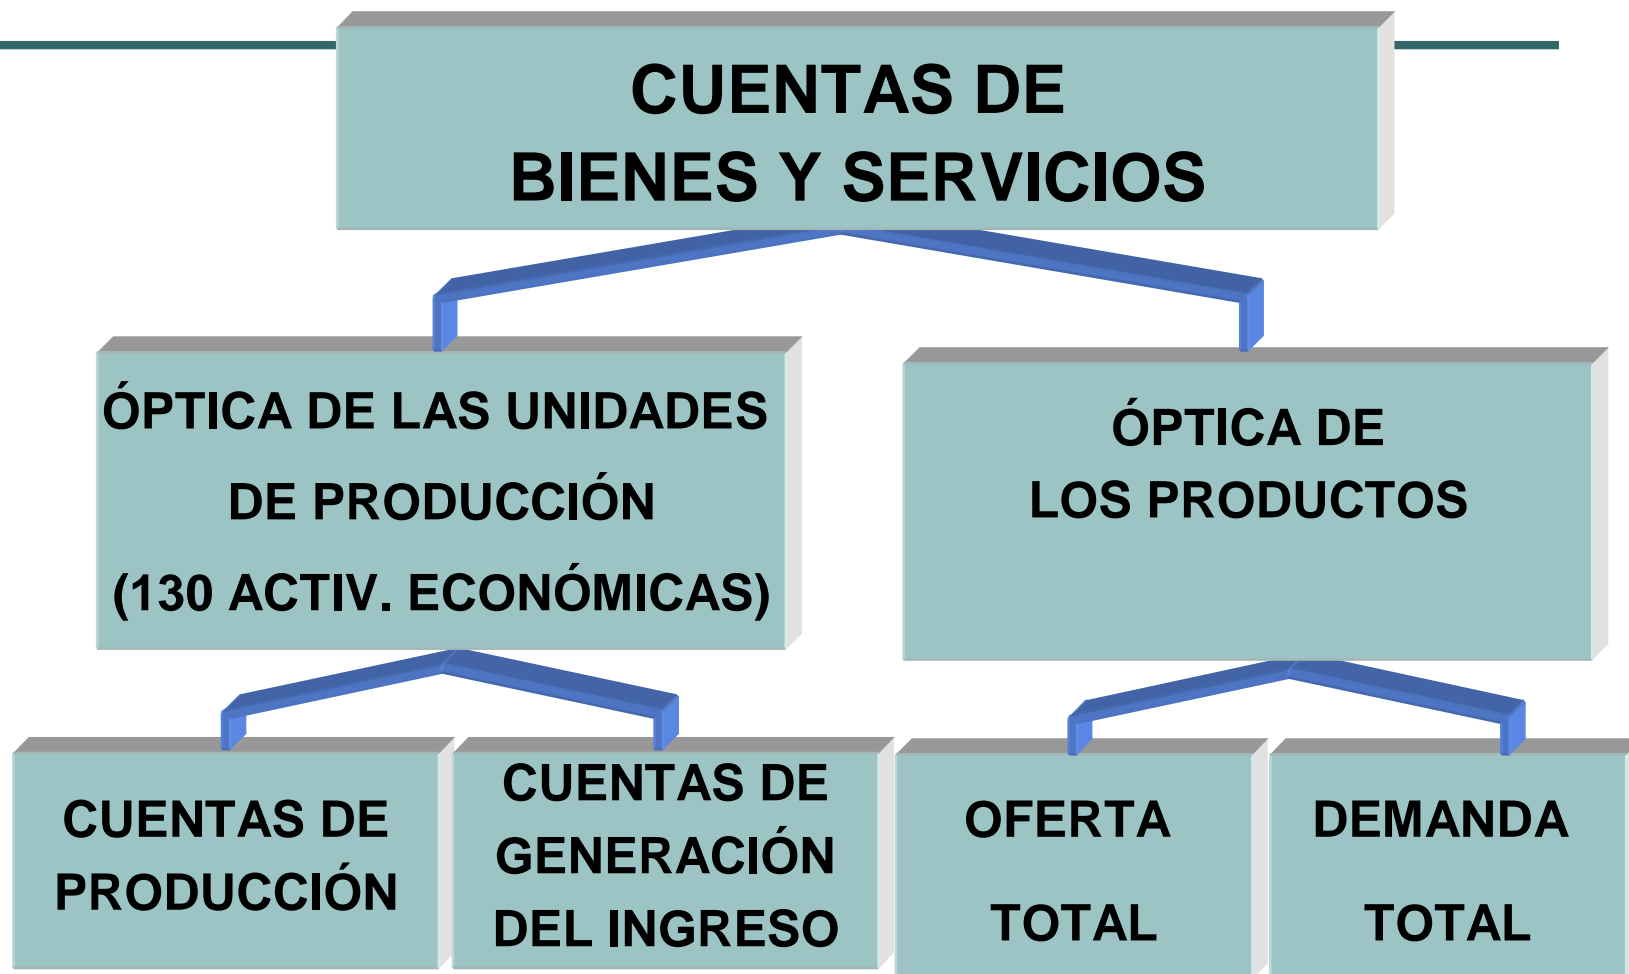 CUENTAS DE
BIENES Y SERVICIOS
ÓPTICA DE LAS UNIDADES
DE PRODUCCIÓN
(130 ACTIV. ECONÓMICAS)
ÓPTICA DE
LOS PRODUCTOS
CUENTAS DE
PRODUCCIÓN
CUENTAS DE
GENERACIÓN
DEL INGRESO
OFERTA
TOTAL
DEMANDA
TOTAL